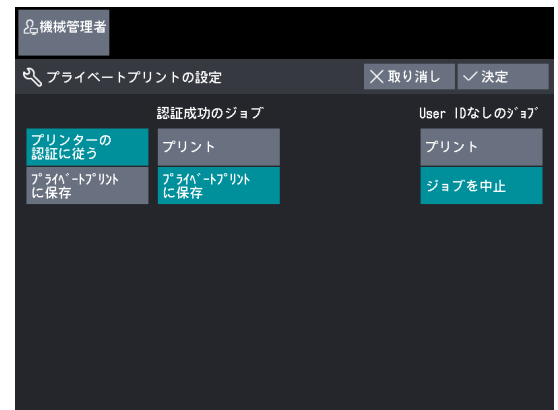 機械管理者
プライベートプリントの設定
取り消し
決定
認証成功のジョブ
User IDなしのジョブ
プリンターの
認証に従う
プリント
プリント
プライベートプリント
に保存
プライベートプリント
に保存
ジョブを中止